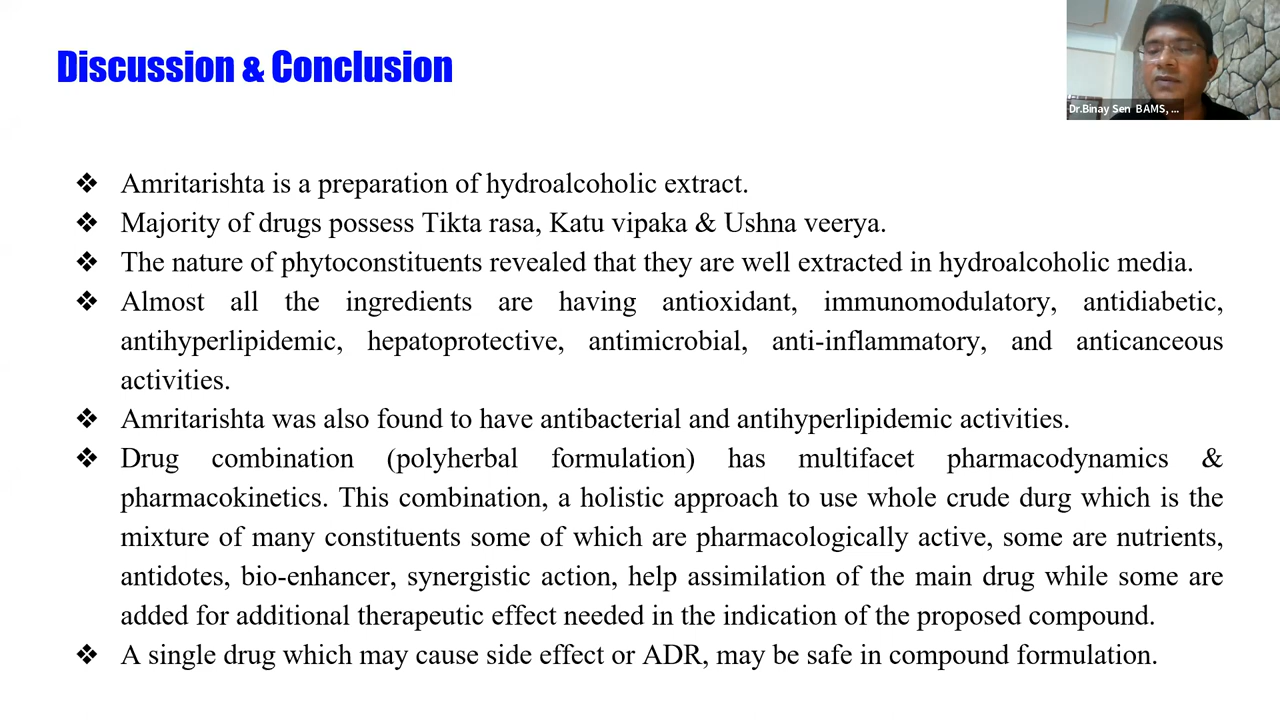 Discussion & Conclusion
Dr.Binay Sen BAMS, ...
❖ Amritarishta is a preparation of hydroalcoholic extract.
❖ Majority of drugs possess Tikta rasa, Katu vipaka & Ushna veerya.
❖ The nature of phytoconstituents revealed that they are well extracted in hydroalcoholic media.
❖ Almost all the ingredients are having antioxidant, immunomodulatory, antidiabetic,
antihyperlipidemic, hepatoprotective, antimicrobial, anti-inflammatory, and anticanceous
activities.
❖ Amritarishta was also found to have antibacterial and antihyperlipidemic activities.
❖ Drug combination (polyherbal formulation) has multifacet pharmacodynamics &
pharmacokinetics. This combination, a holistic approach to use whole crude durg which is the
mixture of many constituents some of which are pharmacologically active, some are nutrients,
antidotes, bio-enhancer, synergistic action, help assimilation of the main drug while some are
added for additional therapeutic effect needed in the indication of the proposed compound.
❖ A single drug which may cause side effect or ADR, may be safe in compound formulation.